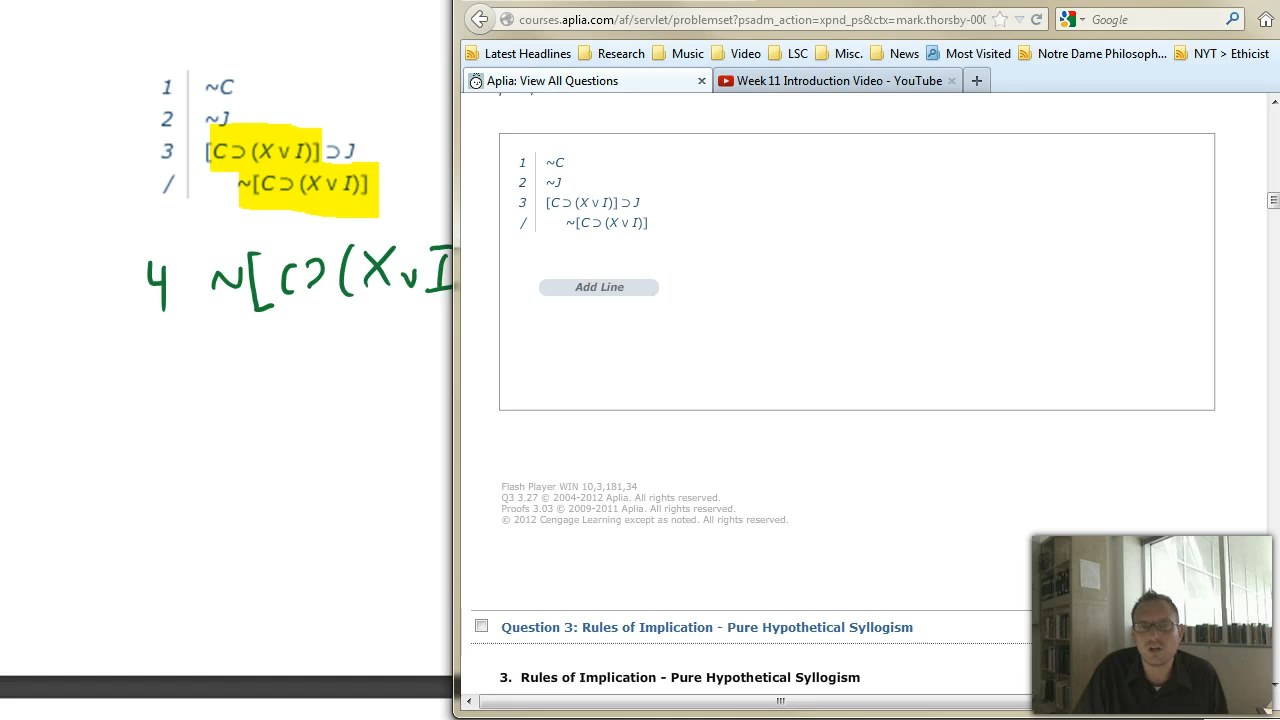 1 ~C
2 ~J
3 [C ⊃ (X v I)] ⊃ J
/ ~[C ⊃ (X v I)]
4 ~[C ⊃ (X v I
courses.aplia.com/af/servlet/problemset?psadm_action=xpnd_ps&ctx=mark.thorsby-000
Google
Latest Headlines Research Music Video LSC Misc. News Most Visited Notre Dame Philosoph... NYT > Ethicist
Aplia: View All Questions x Week 11 Introduction Video - YouTube x +
1 ~C
2 ~J
3 [C ⊃ (X v I)] ⊃ J
/ ~[C ⊃ (X v I)]
Add Line
Flash Player WIN 10,3,181,34
Q3 3.27 © 2004-2012 Aplia. All rights reserved.
Proofs 3.03 © 2009-2011 Aplia. All rights reserved.
© 2012 Cengage Learning except as noted. All rights reserved.
Question 3: Rules of Implication - Pure Hypothetical Syllogism
3. Rules of Implication - Pure Hypothetical Syllogism